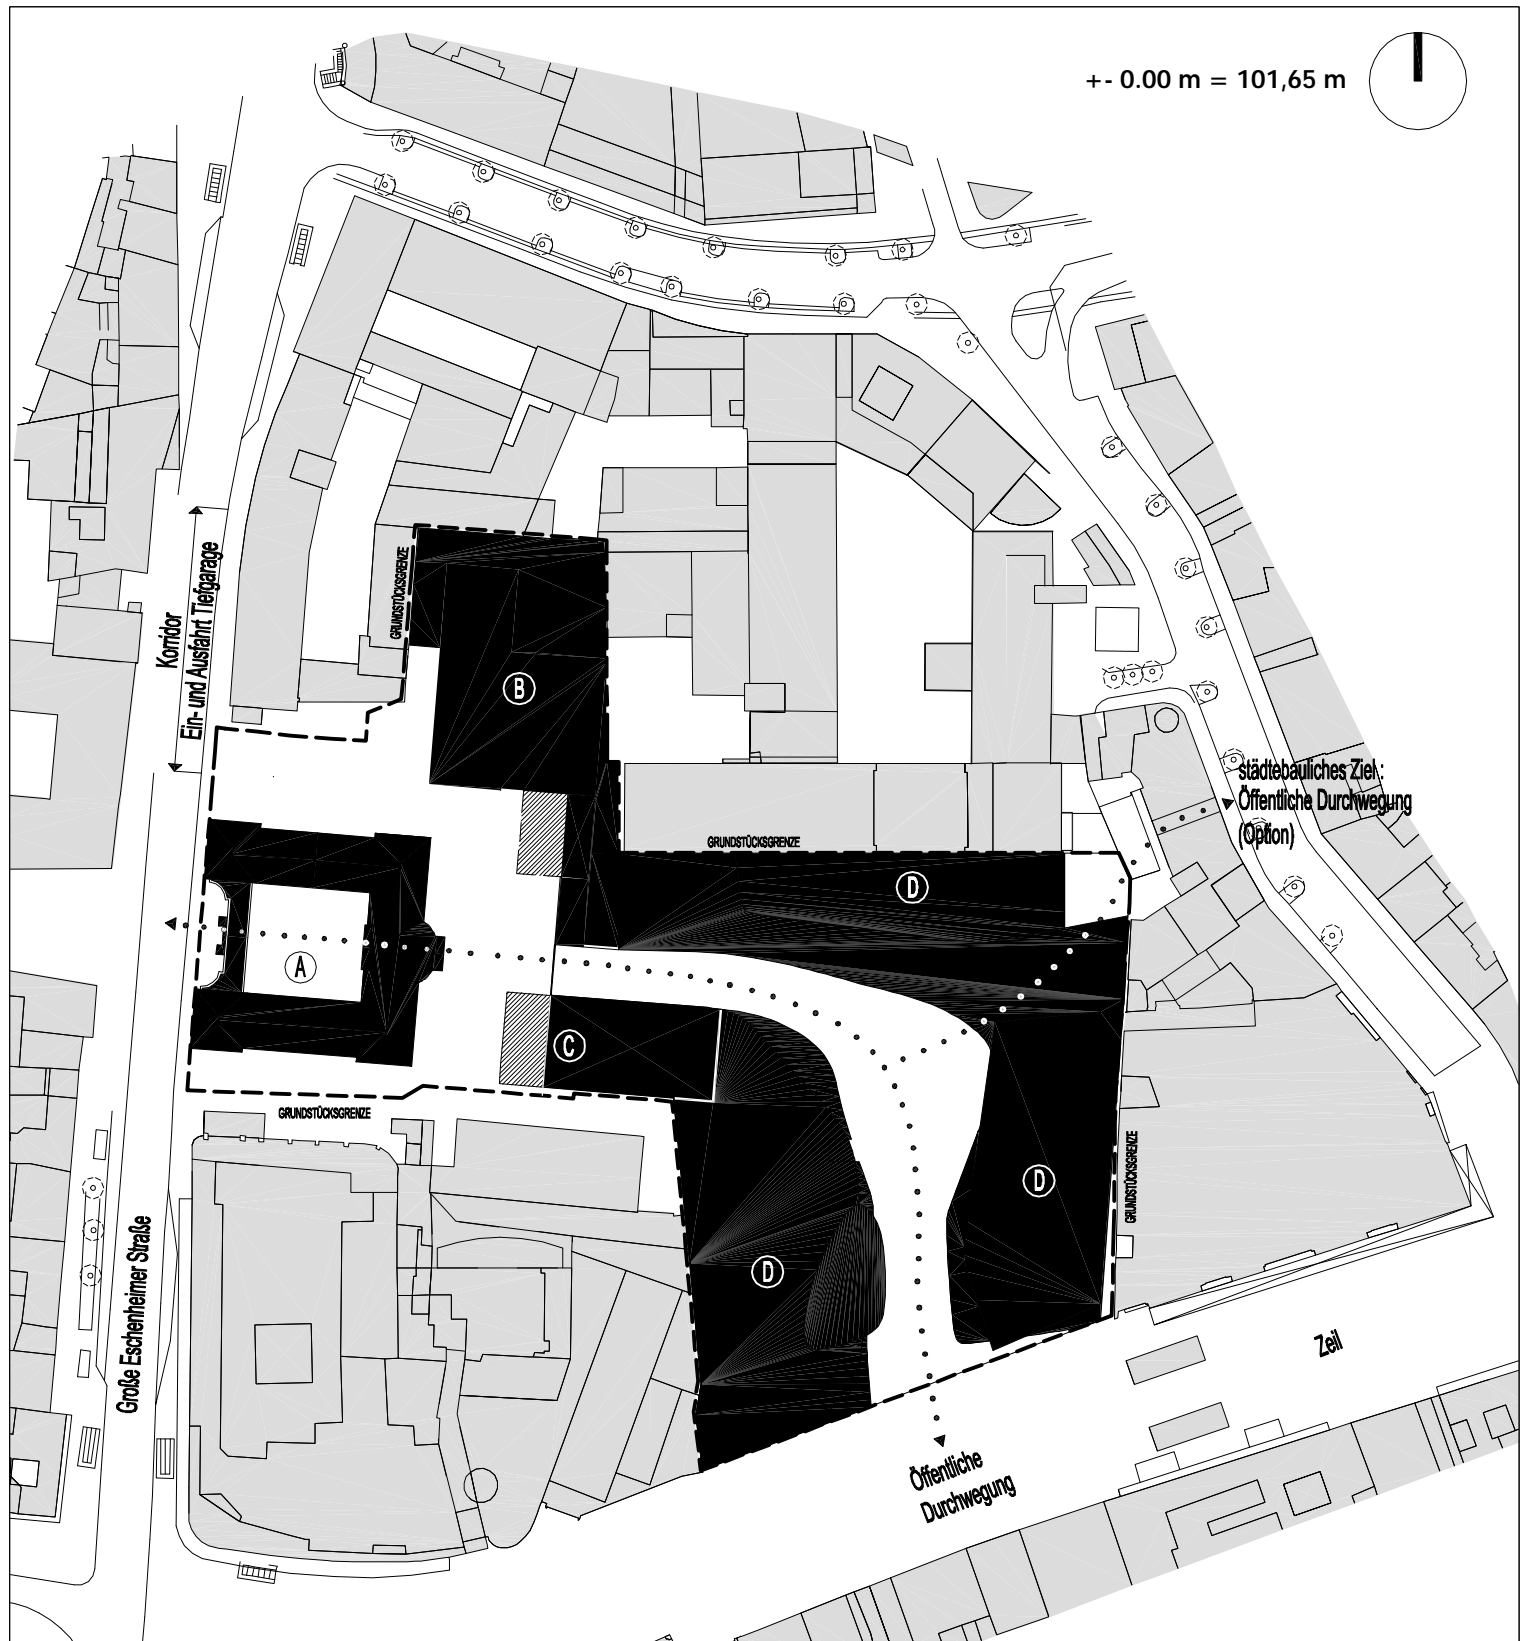 +- 0.00 m = 101,65 m
GRUNDSTÜCKSGRENZE
Korridor
Ein- und Ausfahrt Tiefgarage
B
städtebauliches Ziel :
Öffentliche Durchwegung
(Option)
GRUNDSTÜCKSGRENZE
D
A
C
GRUNDSTÜCKSGRENZE
GRUNDSTÜCKSGRENZE
D
D
Große Eschenheimer Straße
Zeil
Öffentliche
Durchwegung